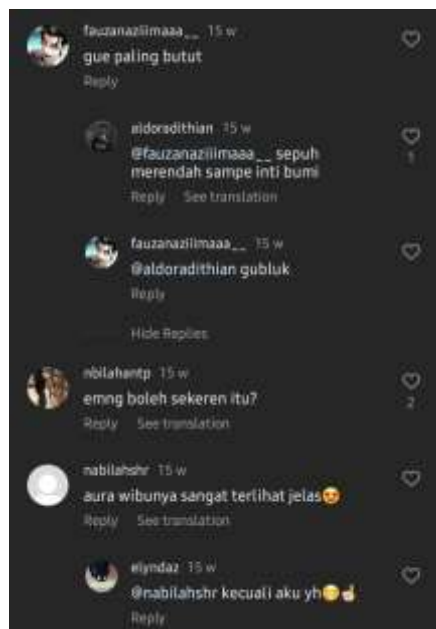 fauzanaziimaaa__ 15 w
gue paling butut
Reply
aldoradithian 15 w
1
@fauzanaziiimaaa__ sepuh
merendah sampe inti bumi
Reply See translation
fauzanaziimaaa__ 15 w
@aldoradithian gubluk
Reply
Hide Replies
nbilahantp 15 w
emng boleh sekeren itu?
2
Reply See translation
nabilahshr 15 w
aura wibunya sangat terlihat jelas😍
Reply See translation
elyndaz 15 w
@nabilahshr kecuali aku yh😁☝
Reply